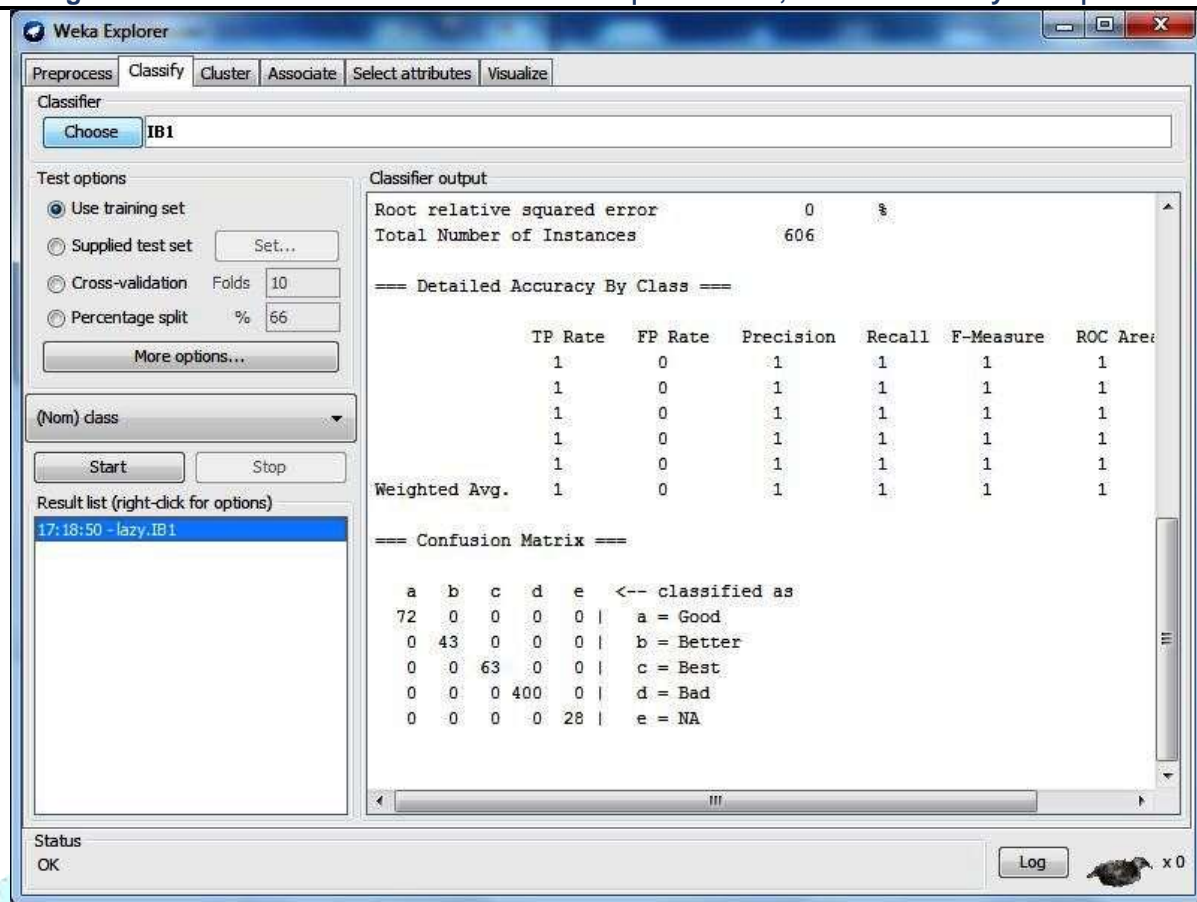 Weka Explorer
Preprocess Classify Cluster Associate Select attributes Visualize
Classifier
Choose IB1
Test options
Use training set
Supplied test set Set...
Cross-validation Folds 10
Percentage split % 66
More options...
(Nom) class
Start Stop
Result list (right-click for options)
17:18:50 - lazy.IB1
Classifier output
Root relative squared error 0 %
Total Number of Instances 606
=== Detailed Accuracy By Class ===
TP Rate FP Rate Precision Recall F-Measure ROC Area
1 0 1 1 1 1
1 0 1 1 1 1
1 0 1 1 1 1
1 0 1 1 1 1
1 0 1 1 1 1
Weighted Avg. 1 0 1 1 1 1
=== Confusion Matrix ===
a b c d e <-- classified as
72 0 0 0 0 | a = Good
0 43 0 0 0 | b = Better
0 0 63 0 0 | c = Best
0 0 0 400 0 | d = Bad
0 0 0 0 28 | e = NA
Status
OK
Log x 0